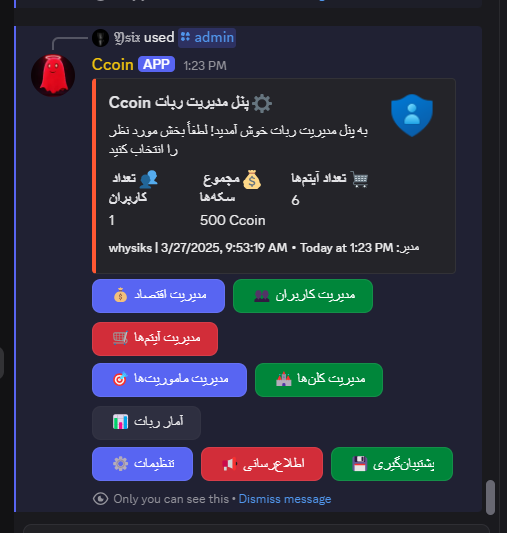 𝕽𝖘𝖎𝖝 used admin
Ccoin APP 1:23 PM
پنل مدیریت ربات Ccoin
به پنل مدیریت ربات خوش آمدید! لطفاً بخش مورد نظر
را انتخاب کنید
تعداد کاربران
1
مجموع سکه‌ها
500 Ccoin
تعداد آیتم‌ها
6
مدیر: whysiks | 3/27/2025, 9:53:19 AM • Today at 1:23 PM
مدیریت اقتصاد
مدیریت کاربران
مدیریت آیتم‌ها
مدیریت ماموریت‌ها
مدیریت کلن‌ها
آمار ربات
تنظیمات
اطلاع‌رسانی
پشتیبان‌گیری
Only you can see this • Dismiss message